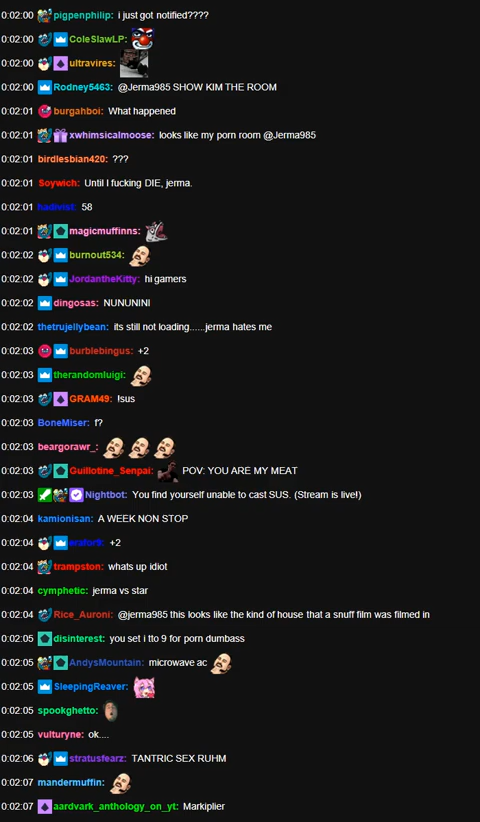 0:02:00 pigpenphilip: i just got notified????
0:02:00 ColeSlawLP:
0:02:00 ultravires:
0:02:00 Rodney5463: @Jerma985 SHOW KIM THE ROOM
0:02:01 burgahboi: What happened
0:02:01 xwhimsicalmoose: looks like my porn room @Jerma985
0:02:01 birdlesbian420: ???
0:02:01 Soywich: Until I fucking DIE, jerma.
0:02:01 58
0:02:01 magicmuffinns:
0:02:02 burnout534:
0:02:02 JordantheKitty: hi gamers
0:02:02 dingosas: NUNUNINI
0:02:02 thetrujellybean: its still not loading.....jerma hates me
0:02:03 burblebingus: +2
0:02:03 therandomluigi:
0:02:03 GRAM49: !sus
0:02:03 BoneMiser: f?
0:02:03 beargorawr_:
0:02:03 Guillotine_Senpai: POV: YOU ARE MY MEAT
0:02:03 Nightbot: You find yourself unable to cast SUS. (Stream is live!)
0:02:04 kamionisan: A WEEK NON STOP
0:02:04 +2
0:02:04 trampston: whats up idiot
0:02:04 cymphetic: jerma vs star
0:02:04 Rice_Auroni: @jerma985 this looks like the kind of house that a snuff film was filmed in
0:02:05 disinterest: you set i tto 9 for porn dumbass
0:02:05 AndysMountain: microwave ac
0:02:05 SleepingReaver:
0:02:05 spookghetto:
0:02:05 vulturyne: ok....
0:02:06 stratusfearz: TANTRIC SEX RUHM
0:02:07 mandermuffin:
0:02:07 aardvark_anthology_on_yt: Markiplier